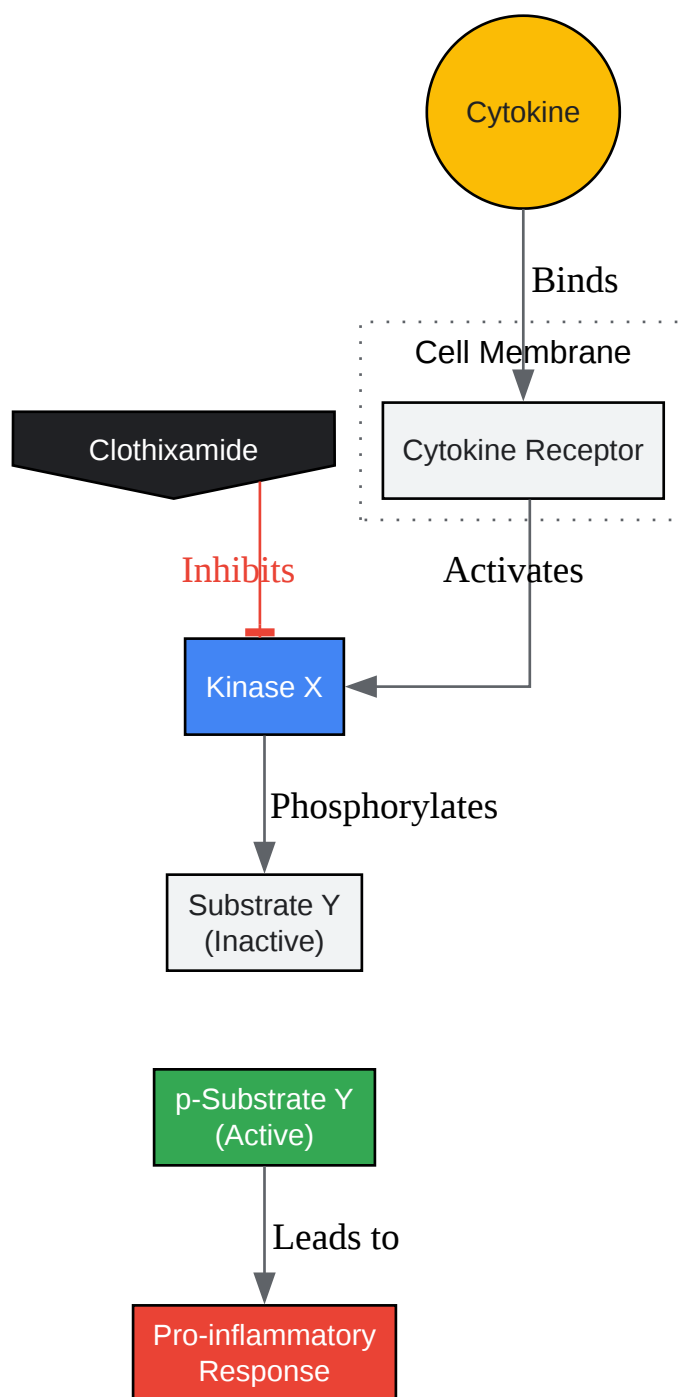 Cytokine
Binds
Cell Membrane
Clothixamide
Cytokine Receptor
Inhibits
Activates
Kinase X
Phosphorylates
Substrate Y
(Inactive)
p-Substrate Y
(Active)
Leads to
Pro-inflammatory
Response